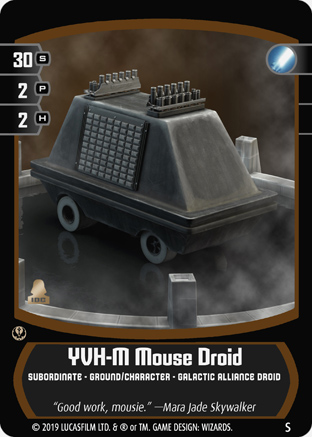 30 S
2 P
2 H
YVH-M Mouse Droid
SUBORDINATE - GROUND/CHARACTER - GALACTIC ALLIANCE DROID
"Good work, mousie." —Mara Jade Skywalker
© 2019 LUCASFILM LTD. & ® or TM. GAME DESIGN: WIZARDS.
S